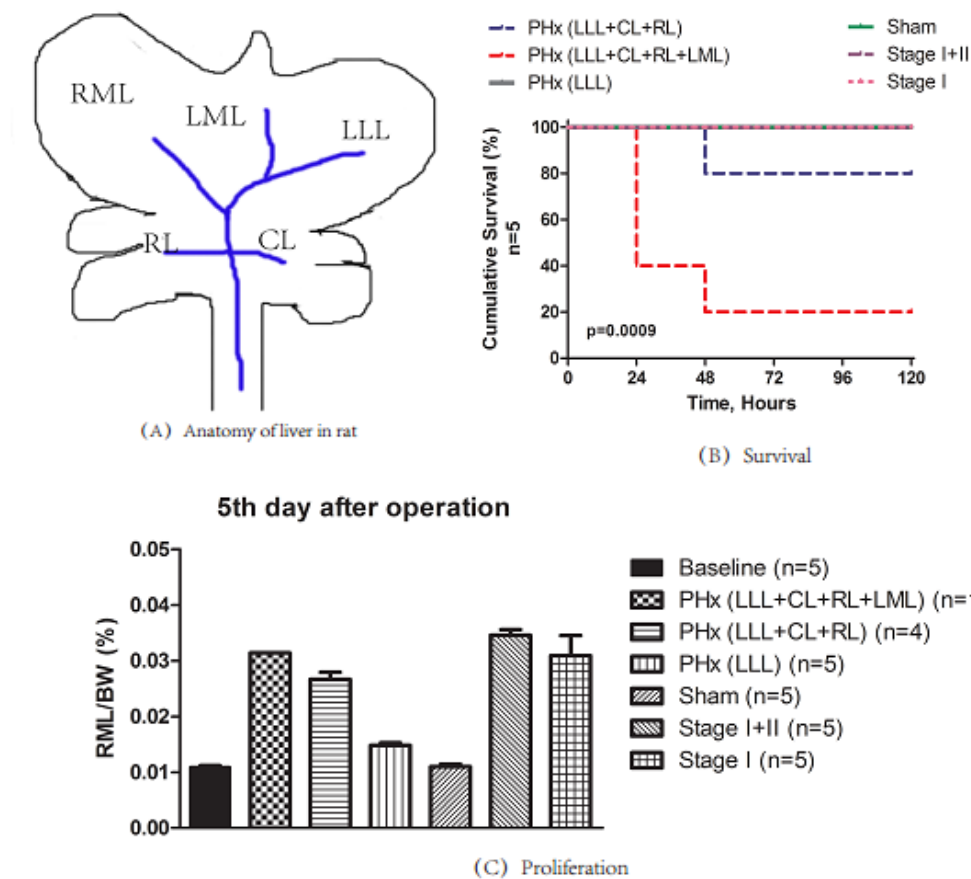 RML
LML
LLL
RL
CL
(A) Anatomy of liver in rat
PHx (LLL+CL+RL)
PHx (LLL+CL+RL+LML)
PHx (LLL)
Sham
Stage I+II
Stage I
Cumulative Survival (%)
n=5
100
80
60
40
20
0
p=0.0009
0 24 48 72 96 120
Time, Hours
(B) Survival
5th day after operation
RML/BW (%)
0.05
0.04
0.03
0.02
0.01
0.00
Baseline (n=5)
PHx (LLL+CL+RL+LML) (n=
PHx (LLL+CL+RL) (n=4)
PHx (LLL) (n=5)
Sham (n=5)
Stage I+II (n=5)
Stage I (n=5)
(C) Proliferation